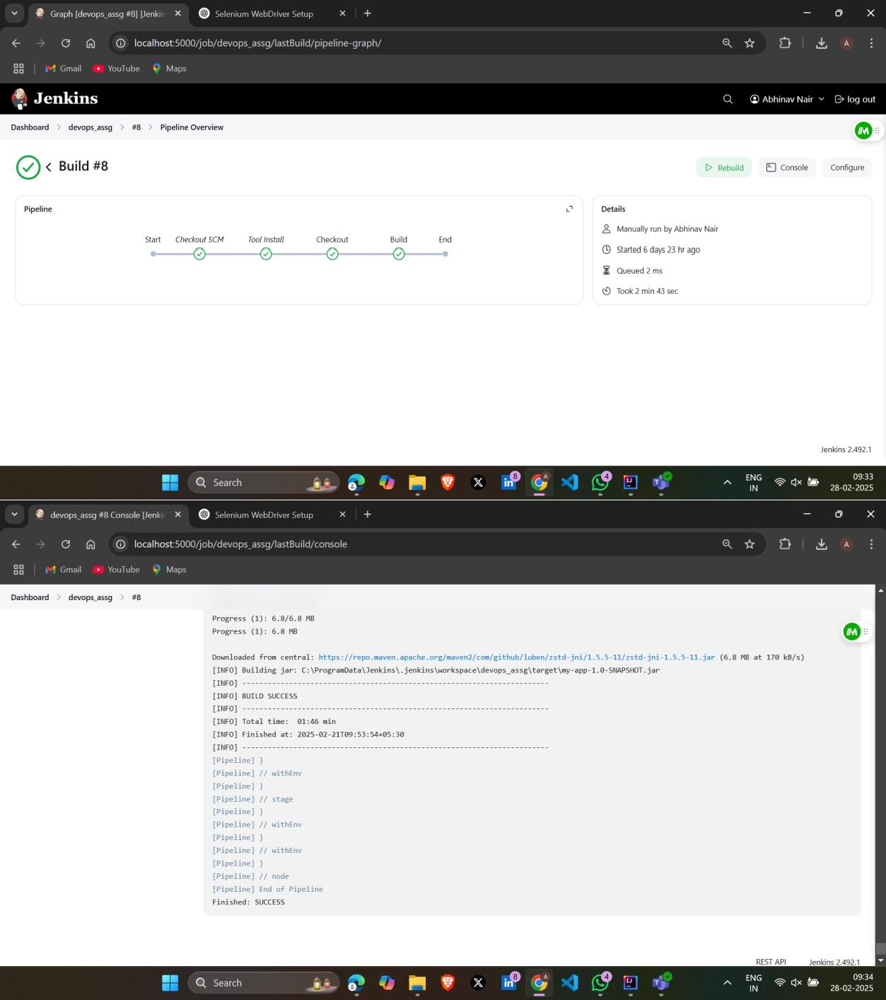 Graph [devops_assg #8] [Jenkin
Selenium WebDriver Setup
localhost:5000/job/devops_assg/lastBuild/pipeline-graph/
A
Gmail YouTube Maps
Jenkins
Abhinav Nair log out
Dashboard > devops_assg > #8 > Pipeline Overview
Build #8
Rebuild Console Configure
Pipeline
Start Checkout SCM Tool Install Checkout Build End
Details
Manually run by Abhinav Nair
Started 6 days 23 hr ago
Queued 2 ms
Took 2 min 43 sec
Jenkins 2.492.1
Search
8
A
4
ENG
IN
09:33
28-02-2025
devops_assg #8 Console [Jenki
Selenium WebDriver Setup
localhost:5000/job/devops_assg/lastBuild/console
A
Gmail YouTube Maps
Dashboard > devops_assg > #8
Progress (1): 6.8/6.8 MB
Progress (1): 6.8 MB
Downloaded from central: https://repo.maven.apache.org/maven2/com/github/luben/zstd-jni/1.5.5-11/zstd-jni-1.5.5-11.jar (6.8 MB at 170 kB/s)
[INFO] Building jar: C:\ProgramData\Jenkins\.jenkins\workspace\devops_assg\target\my-app-1.0-SNAPSHOT.jar
[INFO] ------------------------------------------------------------------------
[INFO] BUILD SUCCESS
[INFO] ------------------------------------------------------------------------
[INFO] Total time:  01:46 min
[INFO] Finished at: 2025-02-21T09:53:54+05:30
[INFO] ------------------------------------------------------------------------
[Pipeline] }
[Pipeline] // withEnv
[Pipeline] }
[Pipeline] // stage
[Pipeline] }
[Pipeline] // withEnv
[Pipeline] }
[Pipeline] // withEnv
[Pipeline] }
[Pipeline] // node
[Pipeline] End of Pipeline
Finished: SUCCESS
REST API Jenkins 2.492.1
Search
8
A
4
ENG
IN
09:34
28-02-2025